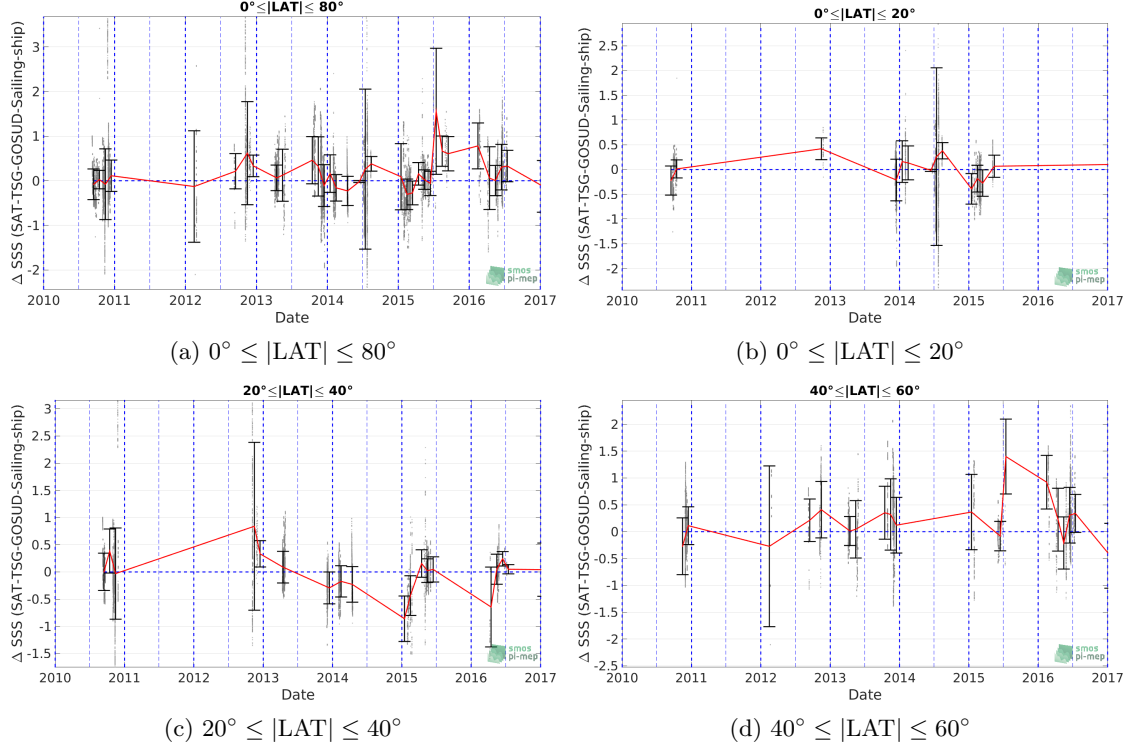 0°≤|LAT|≤ 80°
Δ SSS (SAT-TSG-GOSUD-Sailing-ship)
3
2
1
0
-1
-2
2010 2011 2012 2013 2014 2015 2016 2017
Date
smos
pi-mep
(a) 0° ≤ |LAT| ≤ 80°
0°≤|LAT|≤ 20°
Δ SSS (SAT-TSG-GOSUD-Sailing-ship)
2.5
2
1.5
1
0.5
0
-0.5
-1
-1.5
-2
2010 2011 2012 2013 2014 2015 2016 2017
Date
smos
pi-mep
(b) 0° ≤ |LAT| ≤ 20°
20°≤|LAT|≤ 40°
Δ SSS (SAT-TSG-GOSUD-Sailing-ship)
3
2.5
2
1.5
1
0.5
0
-0.5
-1
-1.5
2010 2011 2012 2013 2014 2015 2016 2017
Date
smos
pi-mep
(c) 20° ≤ |LAT| ≤ 40°
40°≤|LAT|≤ 60°
Δ SSS (SAT-TSG-GOSUD-Sailing-ship)
2
1.5
1
0.5
0
-0.5
-1
-1.5
-2
-2.5
2010 2011 2012 2013 2014 2015 2016 2017
Date
smos
pi-mep
(d) 40° ≤ |LAT| ≤ 60°